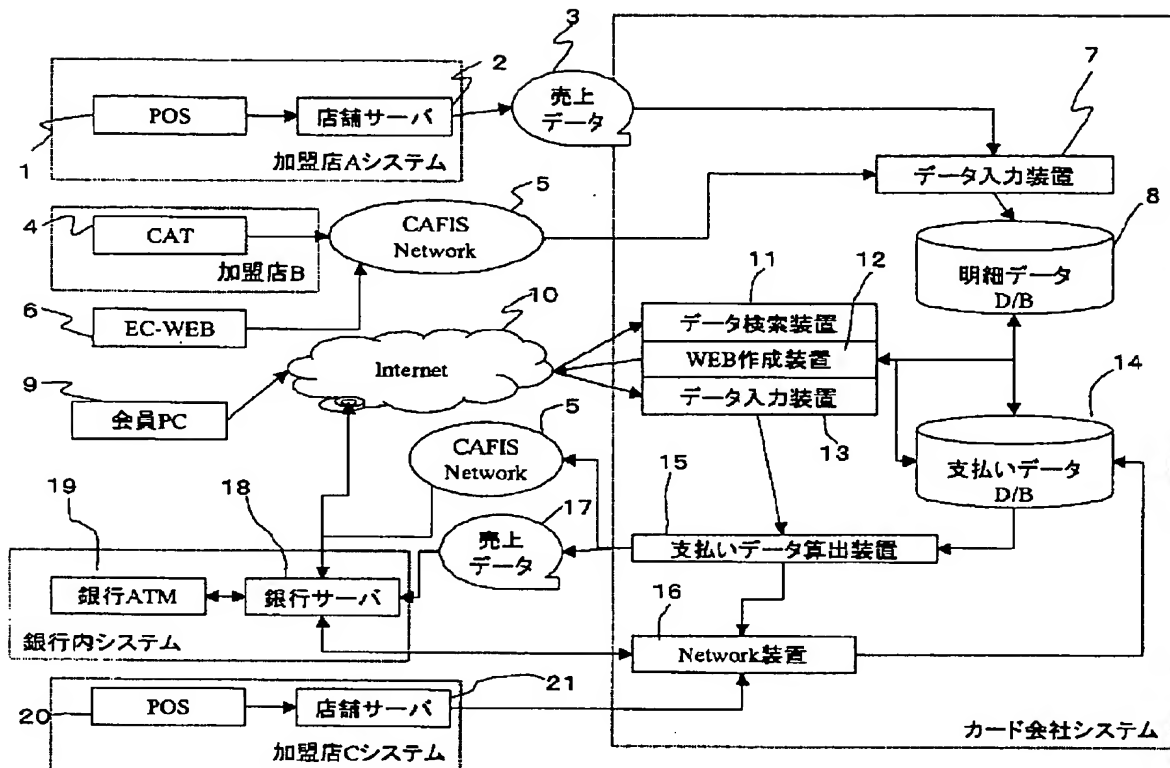 3
2
7
売上
データ
POS
店舗サーバ
1
加盟店Aシステム
データ入力装置
5
8
4
CAT
CAFIS
Network
加盟店B
明細データ
D/B
11
12
10
6
EC-WEB
データ検索装置
WEB作成装置
データ入力装置
14
Internet
9
会員PC
5
13
CAFIS
Network
支払いデータ
D/B
15
19
18
17
売上
データ
支払いデータ算出装置
銀行ATM
銀行サーバ
16
銀行内システム
Network装置
21
20
POS
店舗サーバ
加盟店Cシステム
カード会社システム